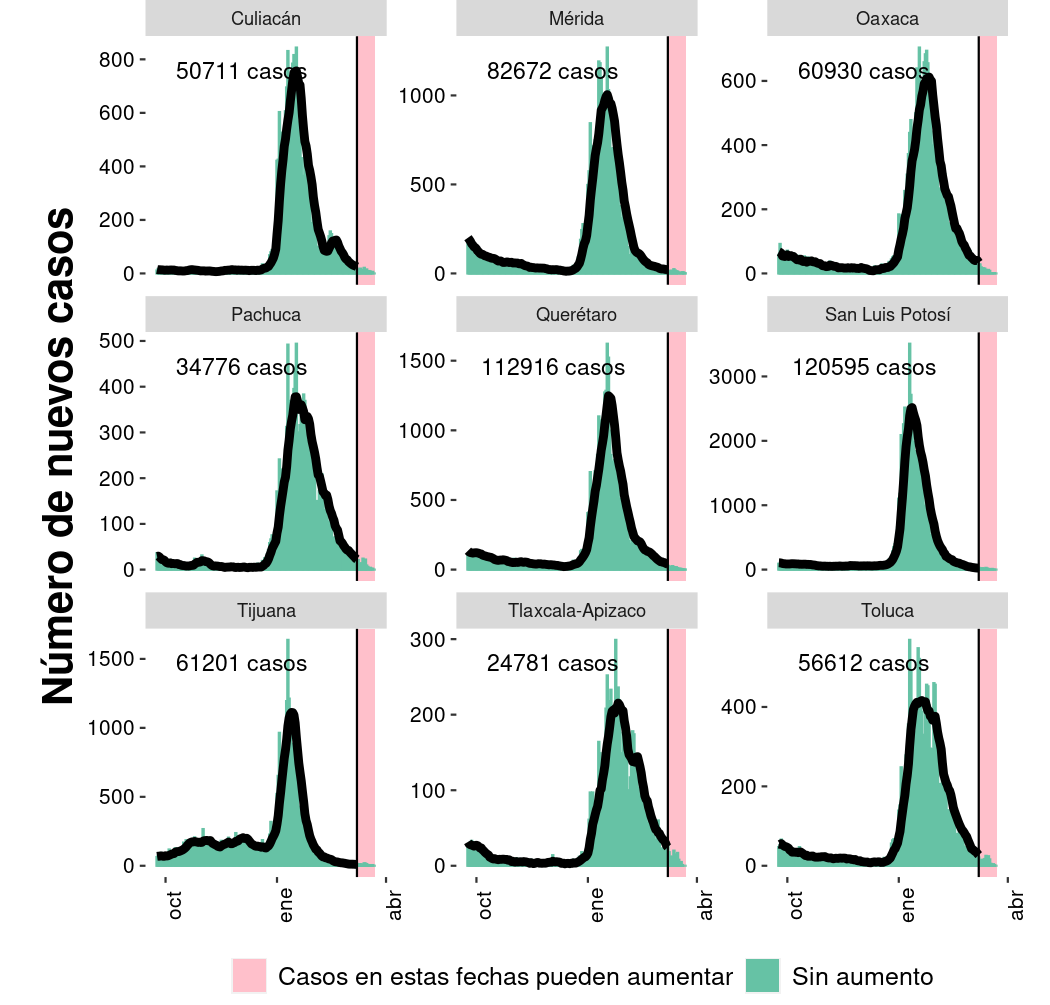 Número de nuevos casos
Culiacán
Mérida
Oaxaca
50711 casos
82672 casos
60930 casos
800
600
400
200
0
1000
500
0
600
400
200
0
Pachuca
Querétaro
San Luis Potosí
34776 casos
112916 casos
120595 casos
500
400
300
200
100
0
1500
1000
500
0
3000
2000
1000
0
Tijuana
Tlaxcala-Apizaco
Toluca
61201 casos
24781 casos
56612 casos
1500
1000
500
0
300
200
100
0
400
200
0
oct
ene
abr
oct
ene
abr
oct
ene
abr
Casos en estas fechas pueden aumentar
Sin aumento